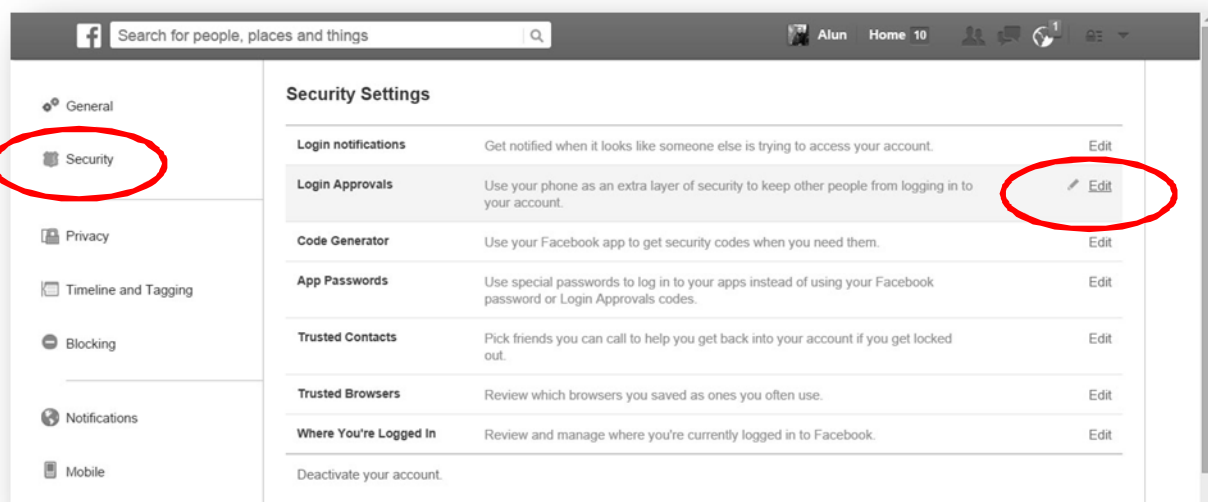 f
Search for people, places and things
Alun Home 10
1
General
Security
Privacy
Timeline and Tagging
Blocking
Notifications
Mobile
Security Settings
Login notifications Get notified when it looks like someone else is trying to access your account. Edit
Login Approvals Use your phone as an extra layer of security to keep other people from logging in to Edit
your account.
Code Generator Use your Facebook app to get security codes when you need them. Edit
App Passwords Use special passwords to log in to your apps instead of using your Facebook Edit
password or Login Approvals codes.
Trusted Contacts Pick friends you can call to help you get back into your account if you get locked Edit
out.
Trusted Browsers Review which browsers you saved as ones you often use. Edit
Where You're Logged In Review and manage where you're currently logged in to Facebook. Edit
Deactivate your account.